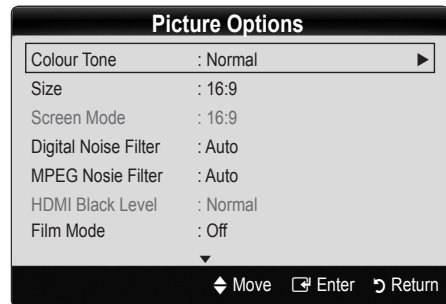 Picture Options
Colour Tone : Normal
Size : 16:9
Screen Mode : 16:9
Digital Noise Filter : Auto
MPEG Nosie Filter : Auto
HDMI Black Level : Normal
Film Mode : Off
Move Enter Return